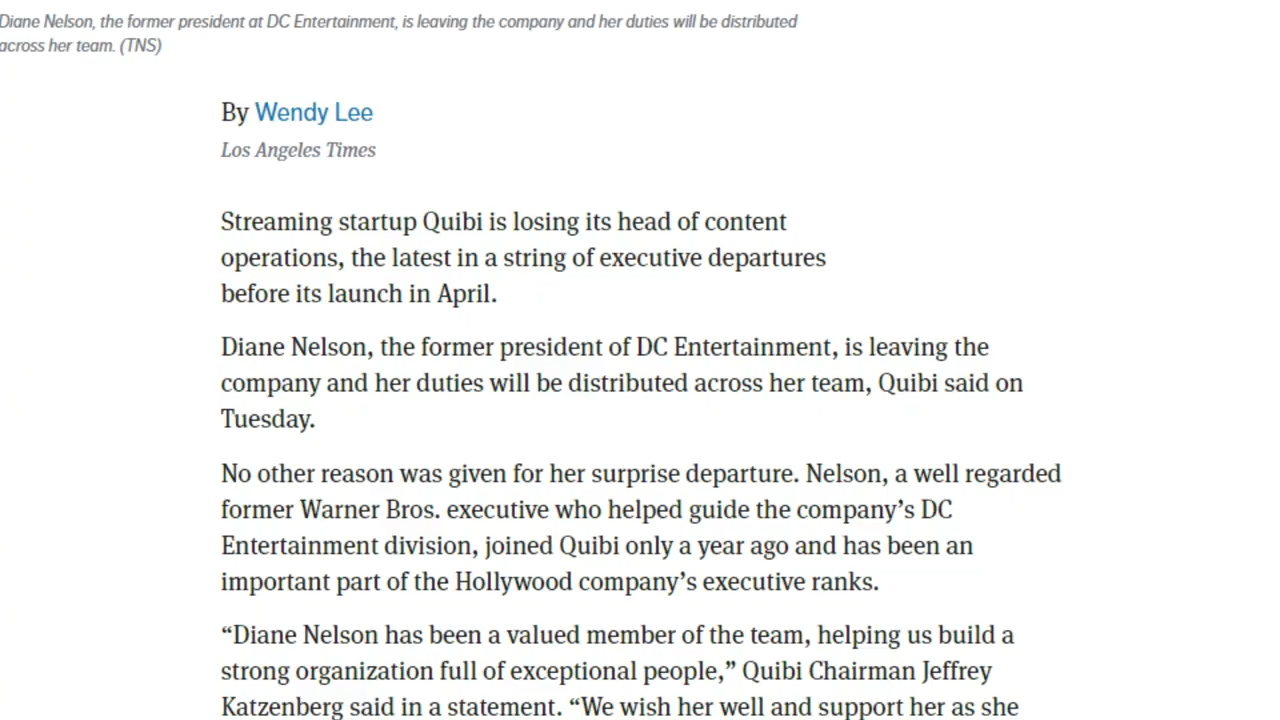 Diane Nelson, the former president at DC Entertainment, is leaving the company and her duties will be distributed
across her team. (TNS)
By Wendy Lee
Los Angeles Times
Streaming startup Quibi is losing its head of content
operations, the latest in a string of executive departures
before its launch in April.
Diane Nelson, the former president of DC Entertainment, is leaving the
company and her duties will be distributed across her team, Quibi said on
Tuesday.
No other reason was given for her surprise departure. Nelson, a well regarded
former Warner Bros. executive who helped guide the company’s DC
Entertainment division, joined Quibi only a year ago and has been an
important part of the Hollywood company’s executive ranks.
“Diane Nelson has been a valued member of the team, helping us build a
strong organization full of exceptional people,” Quibi Chairman Jeffrey
Katzenberg said in a statement. “We wish her well and support her as she